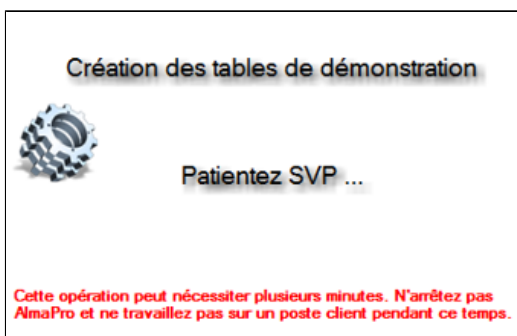 Création des tables de démonstration
Patientez SVP ...
Cette opération peut nécessiter plusieurs minutes. N'arrêtez pas
AlmaPro et ne travaillez pas sur un poste client pendant ce temps.